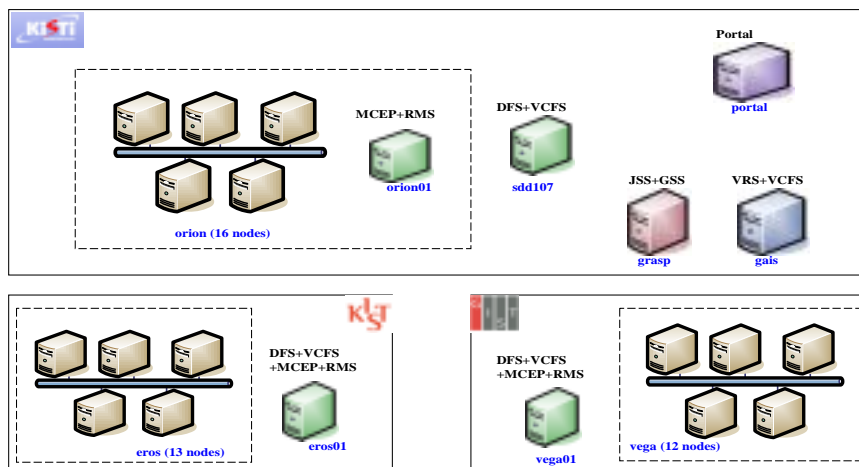 KiSTi
Portal
portal
MCEP+RMS
orion01
DFS+VCFS
sdd107
JSS+GSS
grasp
VRS+VCFS
gais
orion (16 nodes)
KIST
DFS+VCFS
+MCEP+RMS
eros01
eros (13 nodes)
DFS+VCFS
+MCEP+RMS
vega01
vega (12 nodes)